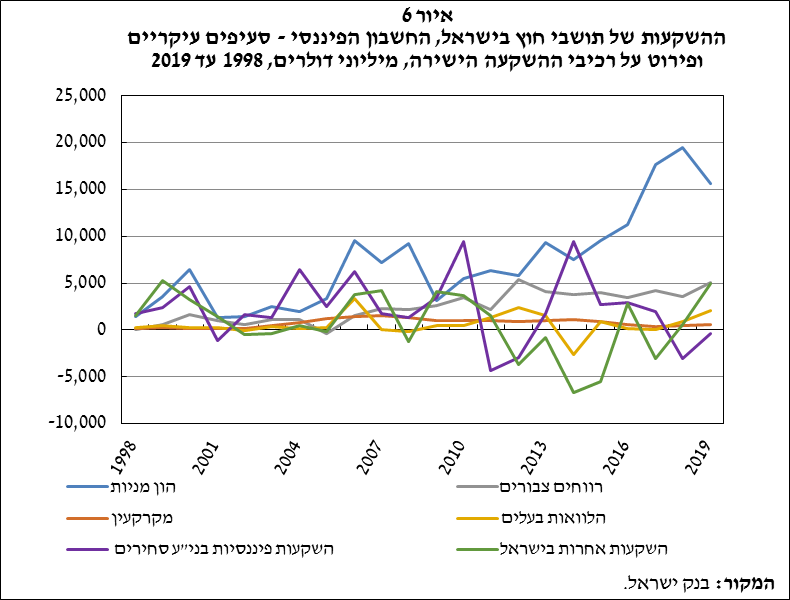 איור 6
ההשקעות של תושבי חוץ בישראל, החשבון הפיננסי - סעיפים עיקריים
ופירוט על רכיבי ההשקעה הישירה, מיליוני דולרים, 1998 עד 2019
25,000
20,000
15,000
10,000
5,000
0
-5,000
-10,000
1998
2001
2004
2007
2010
2013
2016
2019
הון מניות
רווחים צבורים
מקרקעין
הלוואות בעלים
השקעות פיננסיות בני״ע סחירים
השקעות אחרות בישראל
המקור: בנק ישראל.